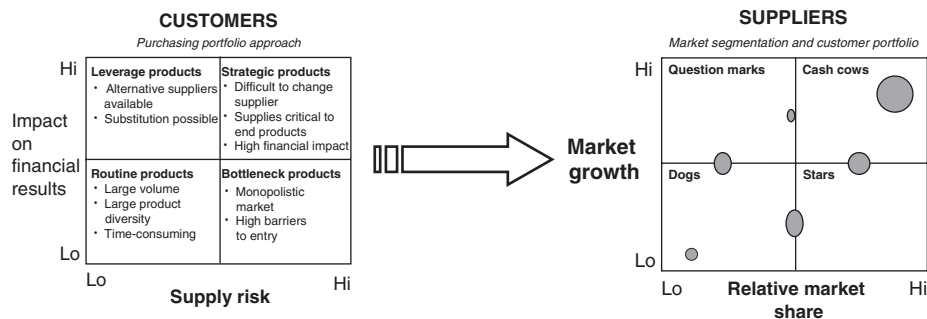 CUSTOMERS
Purchasing portfolio approach
Hi
Impact
on
financial
results
Lo
Leverage products
• Alternative suppliers
available
• Substitution possible
Strategic products
• Difficult to change
supplier
• Supplies critical to
end products
• High financial impact
Routine products
• Large volume
• Large product
diversity
• Time-consuming
Bottleneck products
• Monopolistic
market
• High barriers
to entry
Lo
Hi
Supply risk
SUPPLIERS
Market segmentation and customer portfolio
Hi
Market
growth
Lo
Question marks
Cash cows
Dogs
Stars
Lo
Hi
Relative market
share